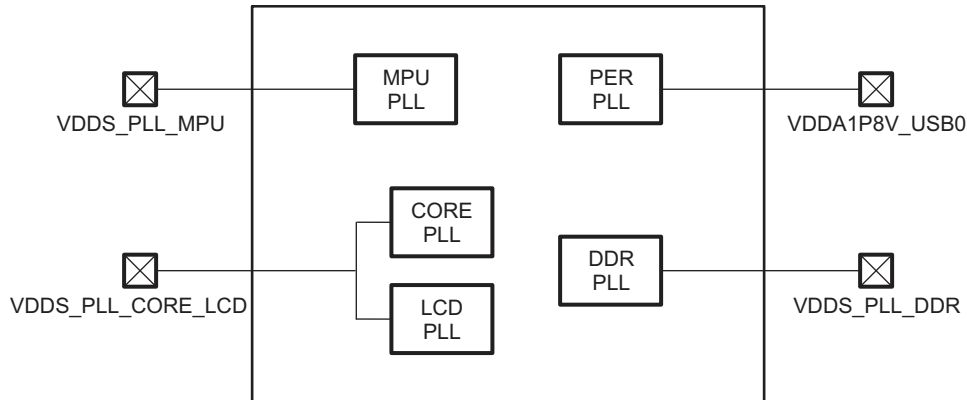 MPU
PLL
PER
PLL
VDDS_PLL_MPU
VDDA1P8V_USB0
CORE
PLL
DDR
PLL
VDDS_PLL_CORE_LCD
LCD
PLL
VDDS_PLL_DDR